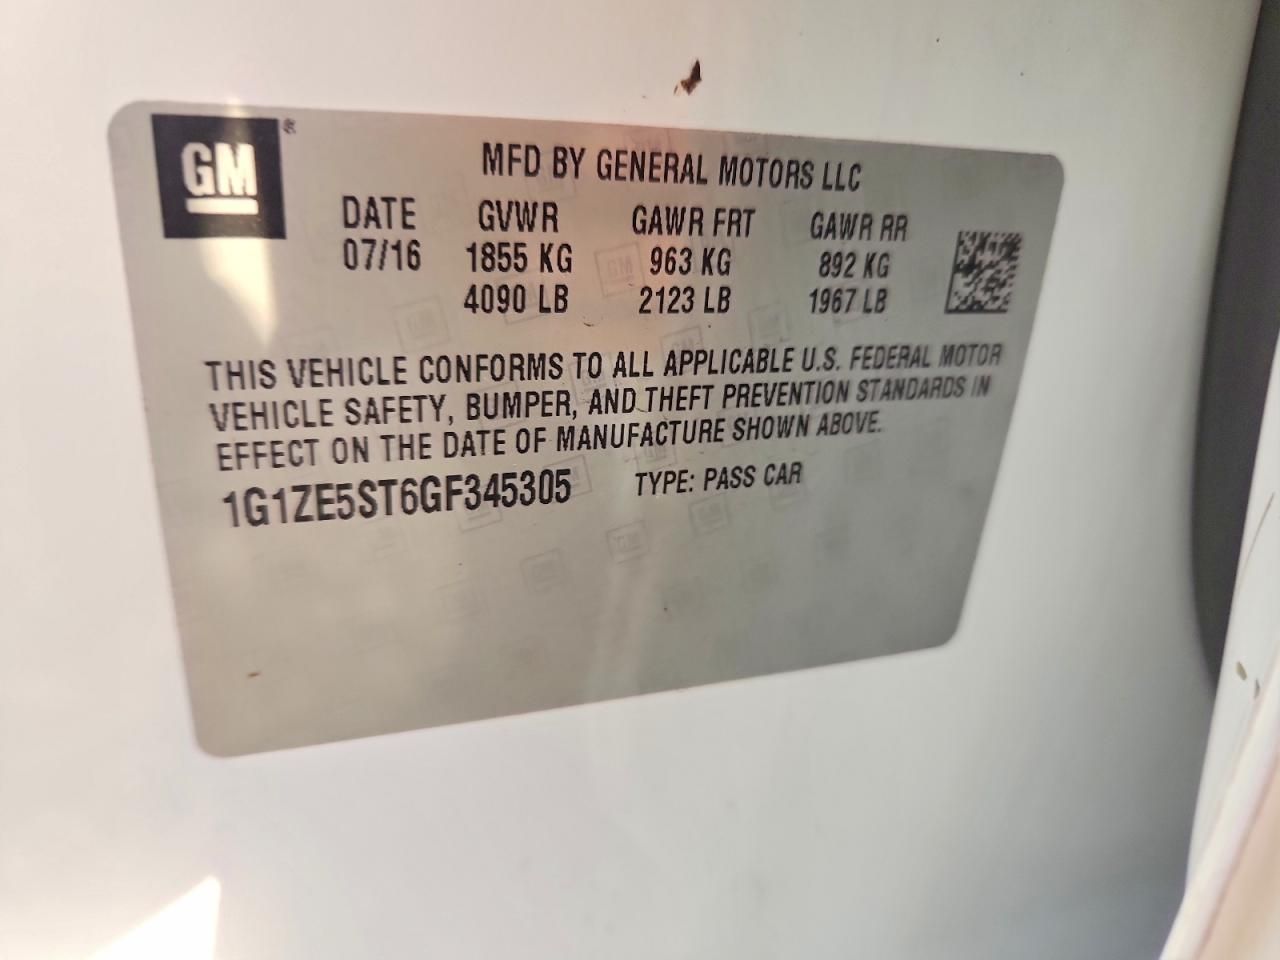 GM®
MFD BY GENERAL MOTORS LLC
DATE GVWR GAWR FRT GAWR RR
07/16 1855 KG 963 KG 892 KG
4090 LB 2123 LB 1967 LB
THIS VEHICLE CONFORMS TO ALL APPLICABLE U.S. FEDERAL MOTOR
VEHICLE SAFETY, BUMPER, AND THEFT PREVENTION STANDARDS IN
EFFECT ON THE DATE OF MANUFACTURE SHOWN ABOVE.
1G1ZE5ST6GF345305 TYPE: PASS CAR